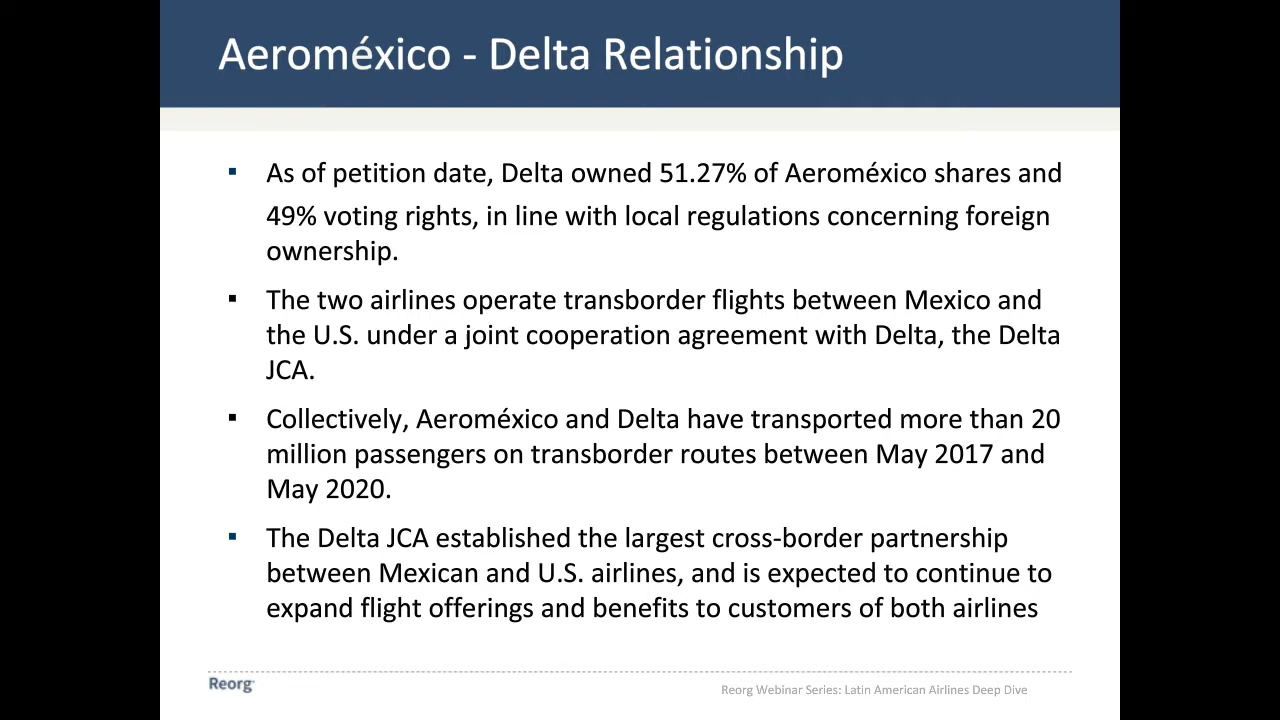 Aeroméxico - Delta Relationship
▪ As of petition date, Delta owned 51.27% of Aeroméxico shares and
49% voting rights, in line with local regulations concerning foreign
ownership.
▪ The two airlines operate transborder flights between Mexico and
the U.S. under a joint cooperation agreement with Delta, the Delta
JCA.
▪ Collectively, Aeroméxico and Delta have transported more than 20
million passengers on transborder routes between May 2017 and
May 2020.
▪ The Delta JCA established the largest cross-border partnership
between Mexican and U.S. airlines, and is expected to continue to
expand flight offerings and benefits to customers of both airlines
Reorg
Reorg Webinar Series: Latin American Airlines Deep Dive